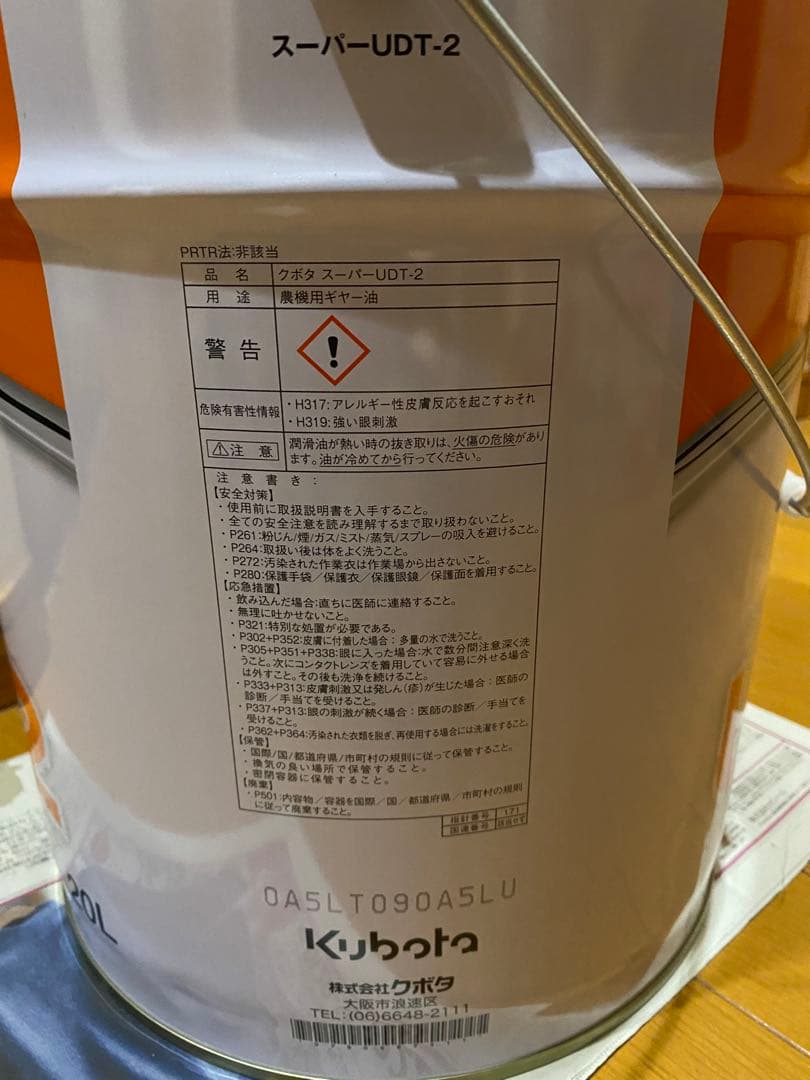 スーパーUDT-2
PRTR法:非該当
品 名 クボタ スーパーUDT-2
用 途 農機用ギヤー油
警 告
危険有害性情報 ・H317:アレルギー性皮膚反応を起こすおそれ
・H319:強い眼刺激
注 意 潤滑油が熱い時の抜き取りは、火傷の危険があり
ます。油が冷めてから行ってください。
注 意 書 き :
【安全対策】
・使用前に取扱説明書を入手すること。
・全ての安全注意を読み理解するまで取り扱わないこと。
・P261:粉じん/煙/ガス/ミスト/蒸気/スプレーの吸入を避けること。
・P264:取扱い後は体をよく洗うこと。
・P272:汚染された作業衣は作業場から出さないこと。
・P280:保護手袋/保護衣/保護眼鏡/保護面を着用すること。
【応急措置】
・飲み込んだ場合:直ちに医師に連絡すること。
・無理に吐かせないこと。
・P321:特別な処置が必要である。
・P302+P352:皮膚に付着した場合:多量の水で洗うこと。
・P305+P351+P338:眼に入った場合:水で数分間注意深く洗
うこと。次にコンタクトレンズを着用していて容易に外せる場合
は外すこと。その後も洗浄を続けること。
・P333+P313:皮膚刺激又は発しん(疹)が生じた場合:医師の
診断/手当てを受けること。
・P337+P313:眼の刺激が続く場合:医師の診断/手当てを
受けること。
・P362+P364:汚染された衣類を脱ぎ、再使用する場合には洗濯をすること。
【保管】
・国際/国/都道府県/市町村の規則に従って保管すること。
・換気の良い場所で保管すること。
・密閉容器に保管すること。
【廃棄】
・P501:内容物/容器を国際/国/都道府県/市町村の規則
に従って廃棄すること。
指針番号 171
国連番号 該当せず
0A5LT090A5LU
20L
Kubota
株式会社クボタ
大阪市浪速区
TEL:(06)6648-2111